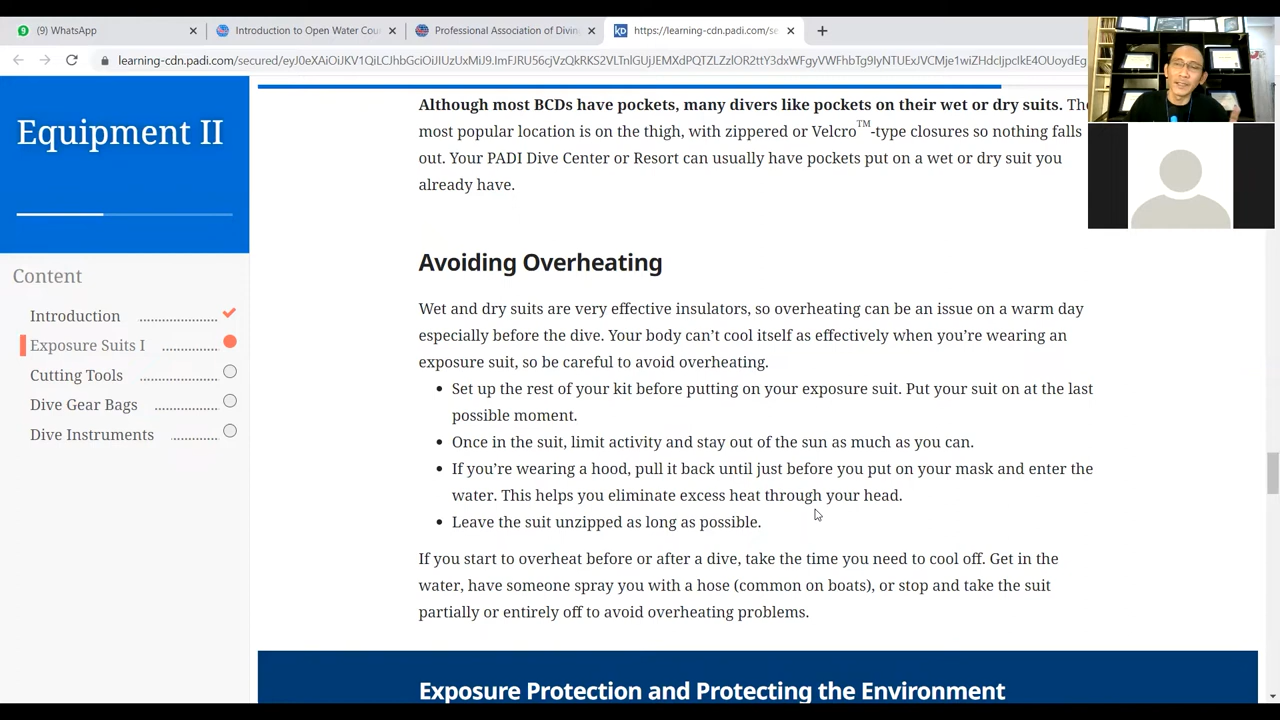 (9) WhatsApp
Introduction to Open Water Cou
Professional Association of Divin
https://learning-cdn.padi.com/se
Equipment II
Content
Introduction
Exposure Suits I
Cutting Tools
Dive Gear Bags
Dive Instruments
Although most BCDs have pockets, many divers like pockets on their wet or dry suits. The
most popular location is on the thigh, with zippered or Velcro™-type closures so nothing falls
out. Your PADI Dive Center or Resort can usually have pockets put on a wet or dry suit you
already have.
Avoiding Overheating
Wet and dry suits are very effective insulators, so overheating can be an issue on a warm day
especially before the dive. Your body can’t cool itself as effectively when you’re wearing an
exposure suit, so be careful to avoid overheating.
• Set up the rest of your kit before putting on your exposure suit. Put your suit on at the last
possible moment.
• Once in the suit, limit activity and stay out of the sun as much as you can.
• If you’re wearing a hood, pull it back until just before you put on your mask and enter the
water. This helps you eliminate excess heat through your head.
• Leave the suit unzipped as long as possible.
If you start to overheat before or after a dive, take the time you need to cool off. Get in the
water, have someone spray you with a hose (common on boats), or stop and take the suit
partially or entirely off to avoid overheating problems.
Exposure Protection and Protecting the Environment